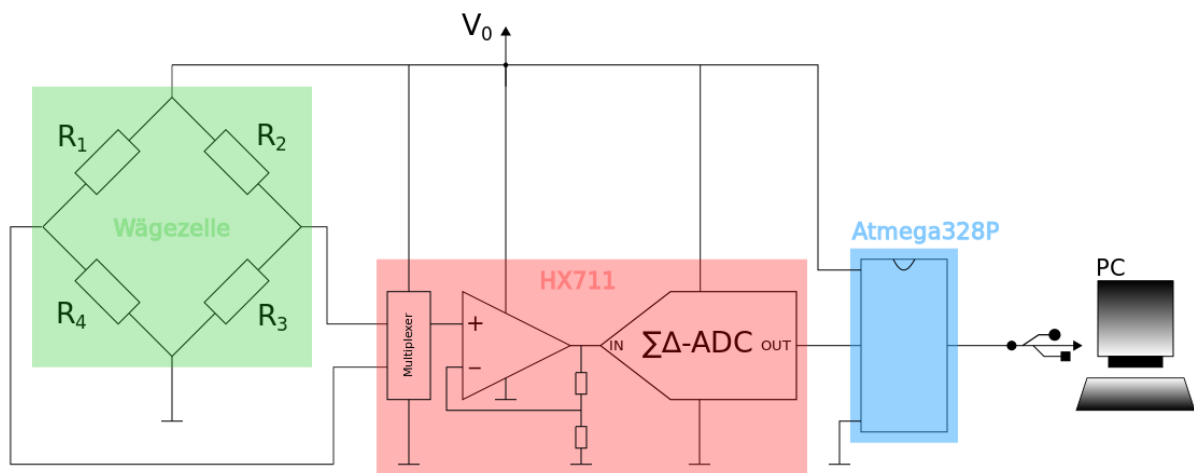 V₀
R₁
R₂
Wägezelle
R₄
R₃
Atmega328P
HX711
PC
Multiplexer
+
−
IN
∑Δ-ADC
OUT